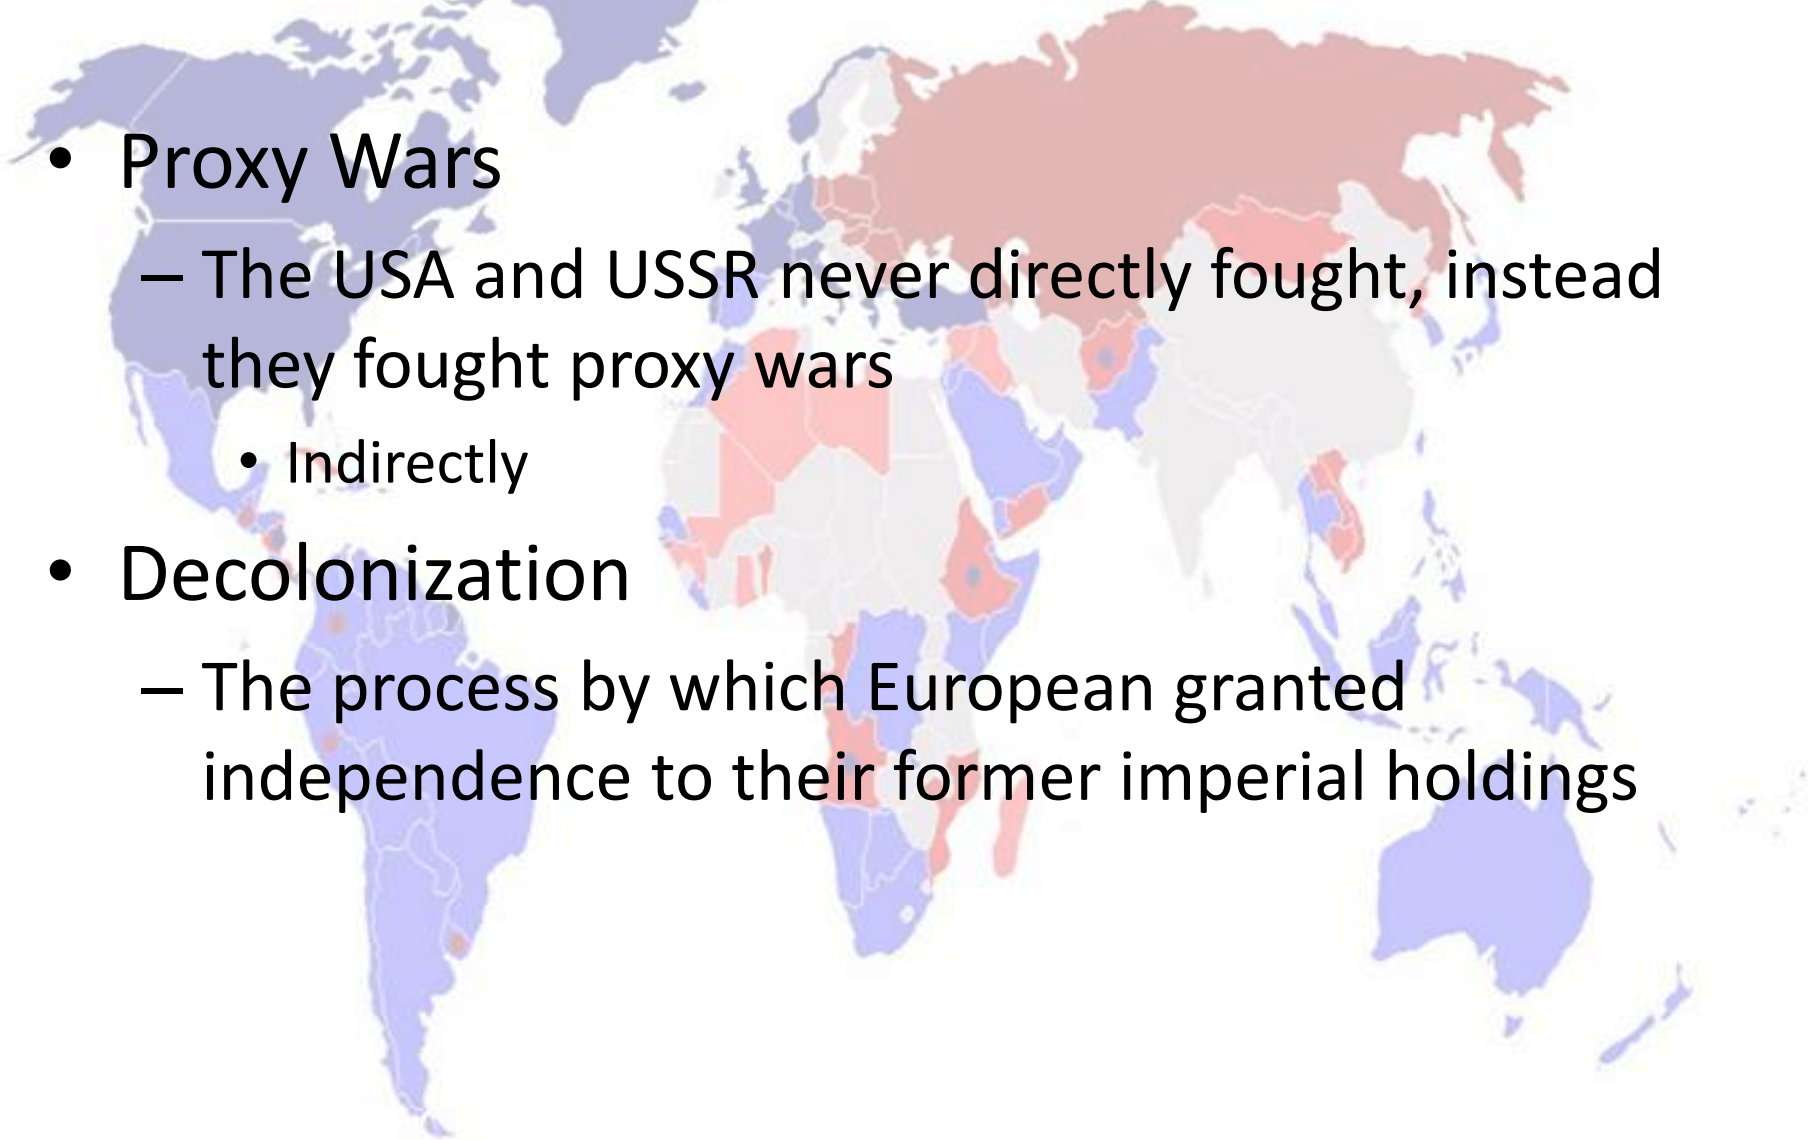 • Proxy Wars
– The USA and USSR never directly fought, instead
they fought proxy wars
• Indirectly
• Decolonization
– The process by which European granted
independence to their former imperial holdings